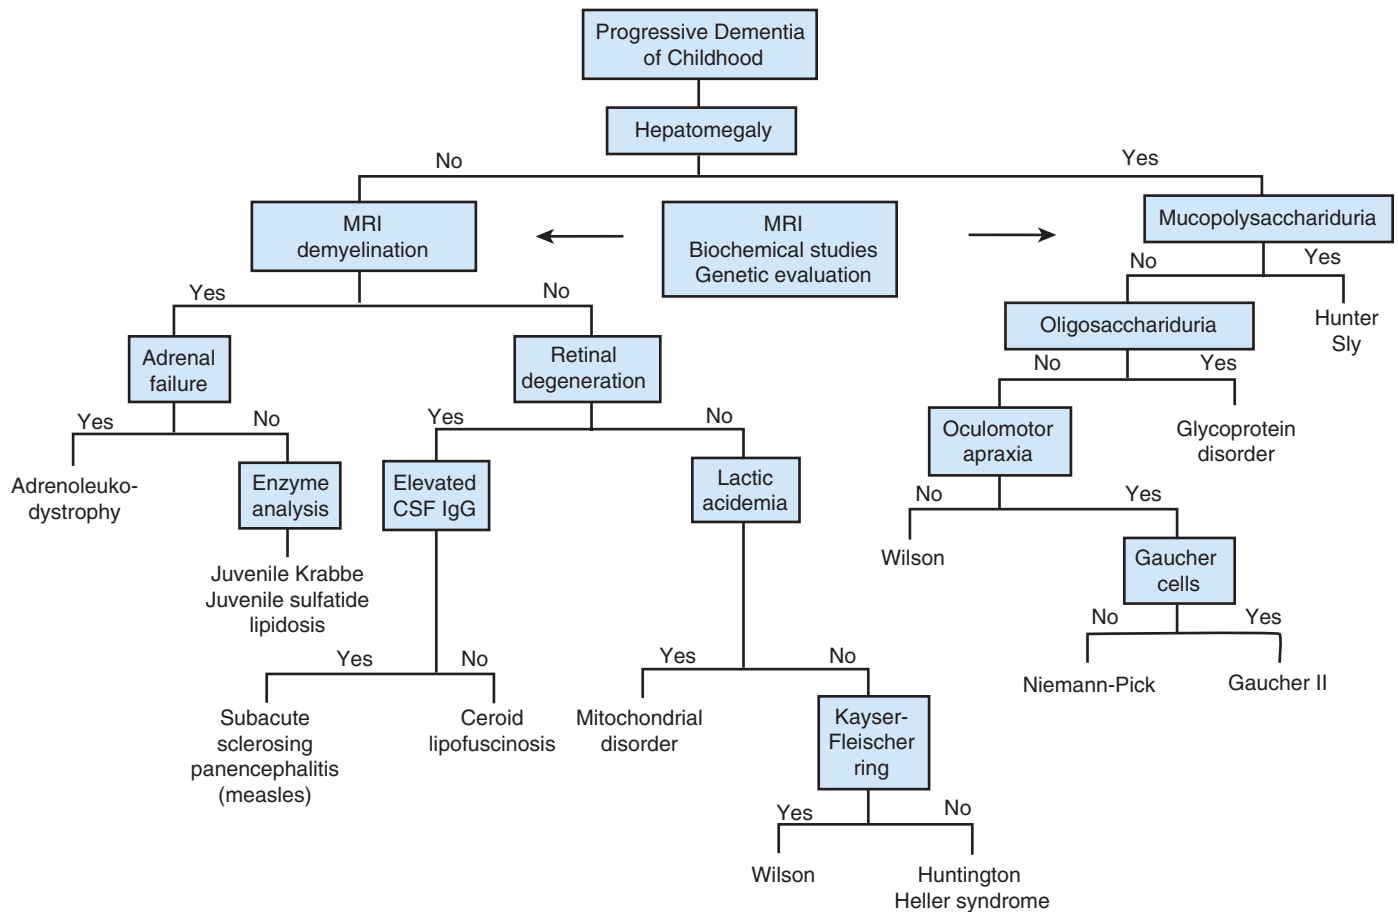 Progressive Dementia
of Childhood
Hepatomegaly
No
Yes
MRI
demyelination
MRI
Biochemical studies
Genetic evaluation
Mucopolysacchariduria
No
Yes
Yes
No
Oligosacchariduria
Hunter
Sly
Adrenal
failure
Retinal
degeneration
No
Yes
Yes
No
Yes
No
Oculomotor
apraxia
Glycoprotein
disorder
Adrenoleuko-
dystrophy
Enzyme
analysis
Elevated
CSF IgG
Lactic
acidemia
No
Yes
Wilson
Gaucher
cells
Juvenile Krabbe
Juvenile sulfatide
lipidosis
No
Yes
Yes
No
Yes
No
Niemann-Pick
Gaucher II
Subacute
sclerosing
panencephalitis
(measles)
Ceroid
lipofuscinosis
Mitochondrial
disorder
Kayser-
Fleischer
ring
Yes
No
Wilson
Huntington
Heller syndrome